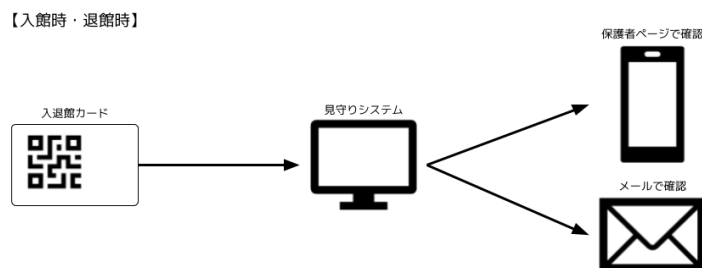 【入館時・退館時】
保護者ページで確認
入退館カード
見守りシステム
メールで確認